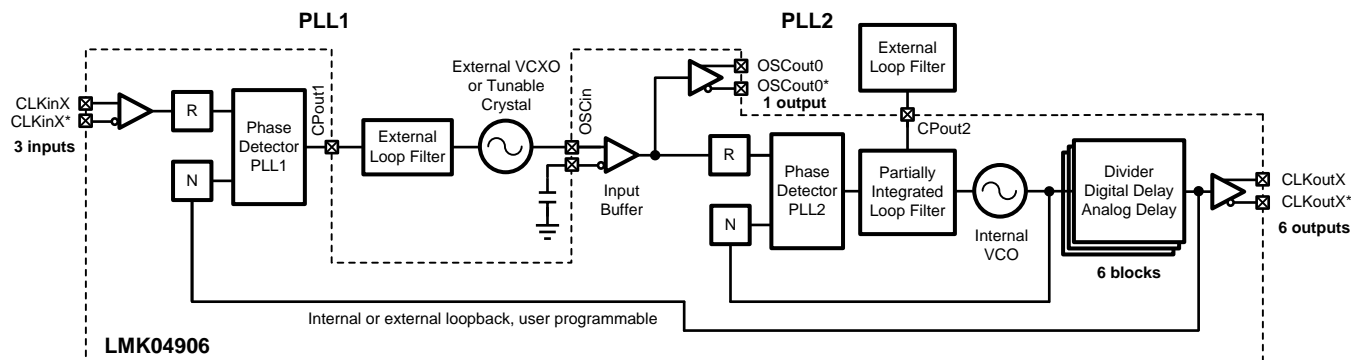 PLL1
PLL2
External
Loop Filter
External VCXO
or Tunable
Crystal
OSCout0
OSCout0*
1 output
CLKinX
CLKinX*
3 inputs
R
N
Phase
Detector
PLL1
CPout1
External
Loop Filter
OSCin
Input
Buffer
R
N
Phase
Detector
PLL2
CPout2
Partially
Integrated
Loop Filter
Internal
VCO
Divider
Digital Delay
Analog Delay
6 blocks
CLKoutX
CLKoutX*
6 outputs
Internal or external loopback, user programmable
LMK04906